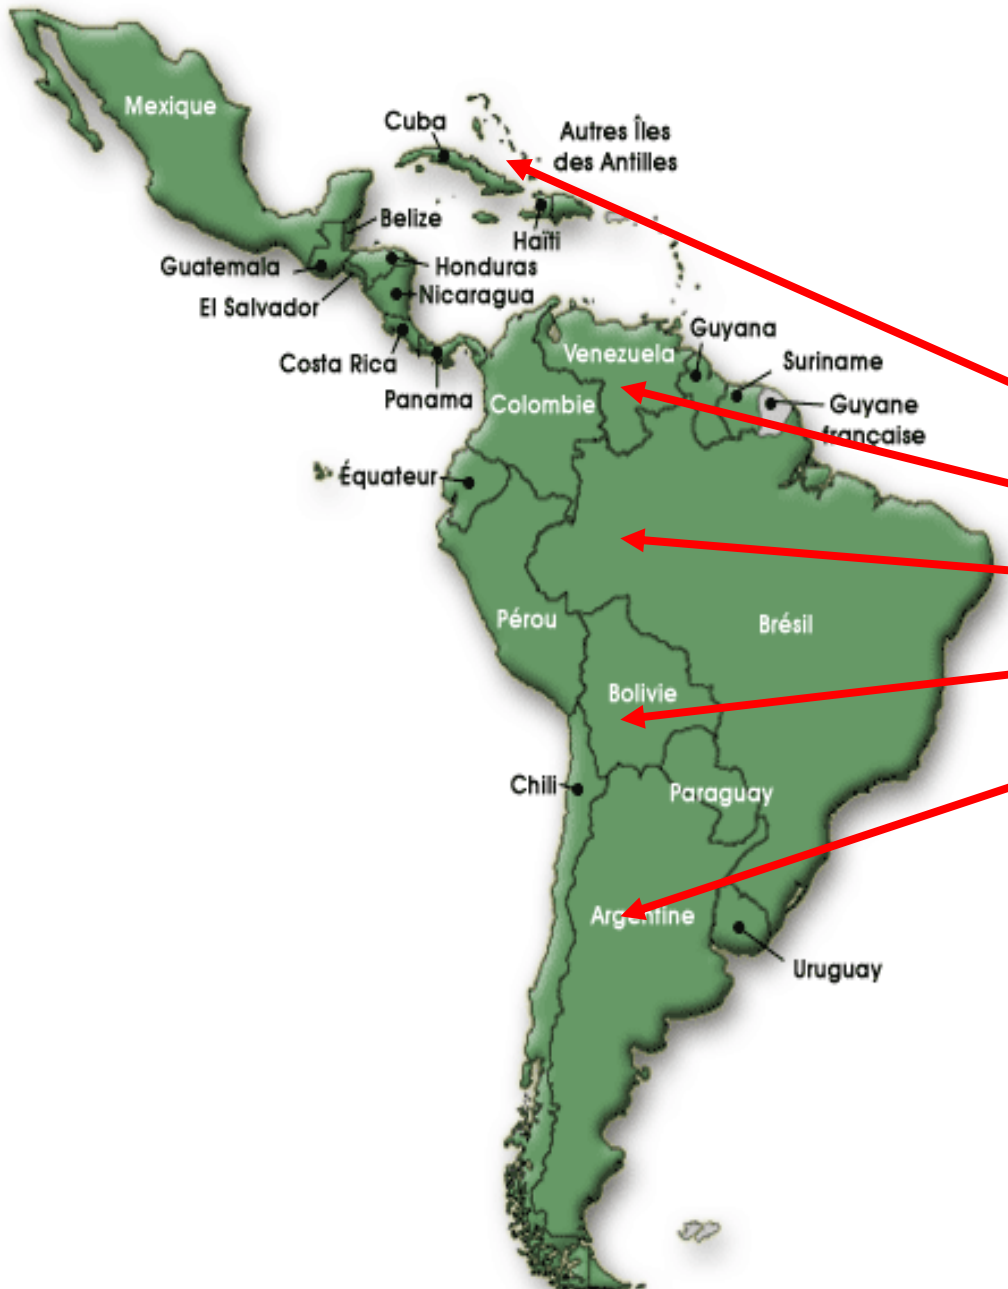 Mexique
Cuba
Autres Îles
des Antilles
Belize
Haïti
Guatemala
Honduras
El Salvador
Nicaragua
Guyana
Costa Rica
Venezuela
Suriname
Panama
Colombie
Guyane
française
Équateur
Pérou
Brésil
Bolivie
Chili
Paraguay
Argentine
Uruguay